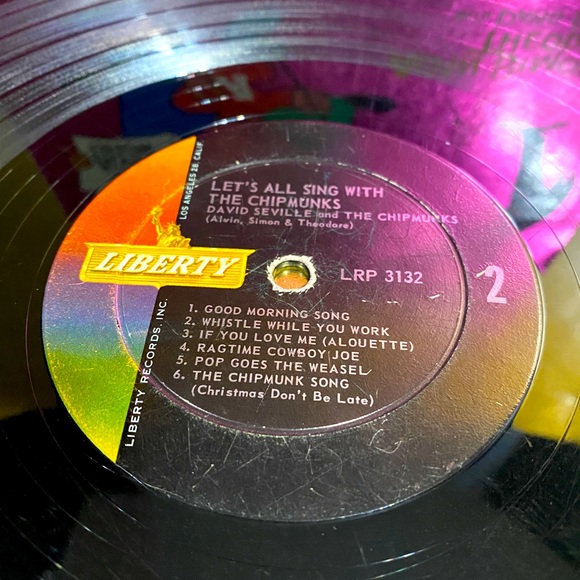 LET'S ALL SING WITH
THE CHIPMUNKS
DAVID SEVILLE and THE CHIPMUNKS
(Alvin, Simon & Theodore)
LOS ANGELES 28, CALIF.
LIBERTY
LRP 3132
2
1. GOOD MORNING SONG
2. WHISTLE WHILE YOU WORK
3. IF YOU LOVE ME (ALOUETTE)
4. RAGTIME COWBOY JOE
5. POP GOES THE WEASEL
6. THE CHIPMUNK SONG
(Christmas Don't Be Late)
LIBERTY RECORDS, INC.